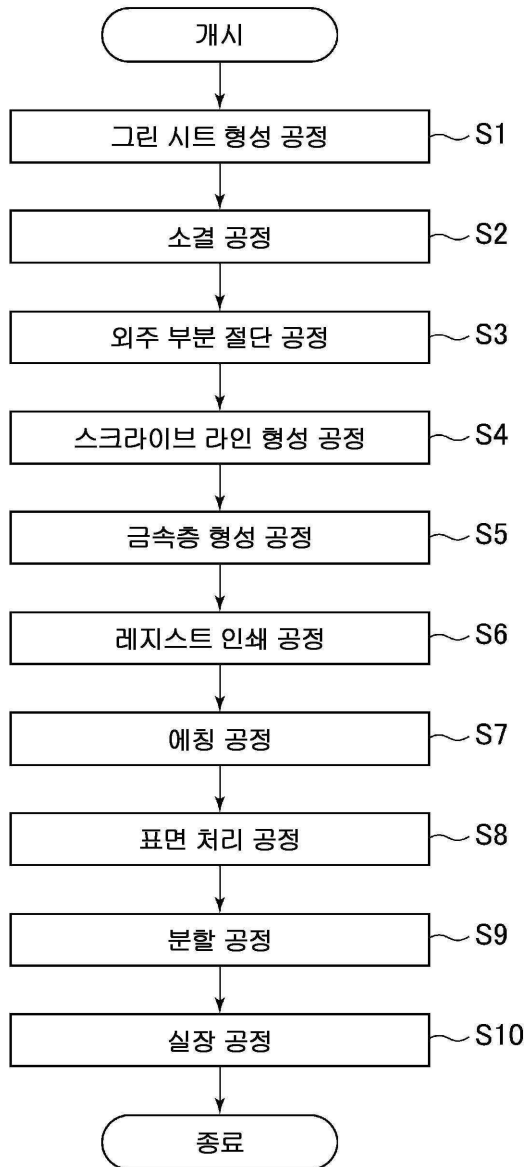 개시
그린 시트 형성 공정 S1
소결 공정 S2
외주 부분 절단 공정 S3
스크라이브 라인 형성 공정 S4
금속층 형성 공정 S5
레지스트 인쇄 공정 S6
에칭 공정 S7
표면 처리 공정 S8
분할 공정 S9
실장 공정 S10
종료